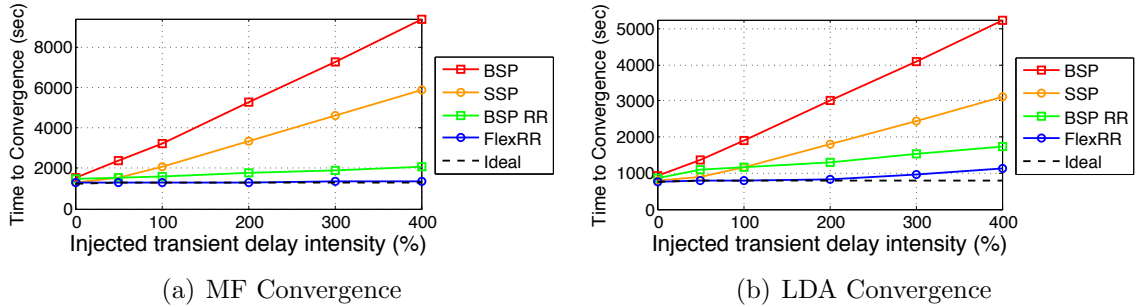 Time to Convergence (sec)
8000
6000
4000
2000
0
0
100
200
300
400
Injected transient delay intensity (%)
BSP
SSP
BSP RR
FlexRR
Ideal
(a) MF Convergence
Time to Convergence (sec)
5000
4000
3000
2000
1000
0
0
100
200
300
400
Injected transient delay intensity (%)
BSP
SSP
BSP RR
FlexRR
Ideal
(b) LDA Convergence